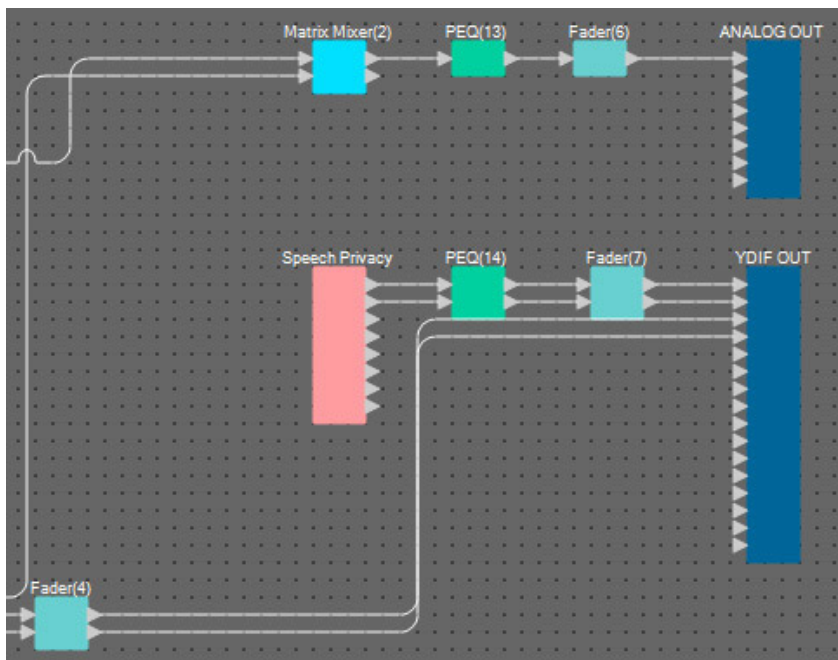 Matrix Mixer(2)
PEQ(13)
Fader(6)
ANALOG OUT
Speech Privacy
PEQ(14)
Fader(7)
YDIF OUT
Fader(4)